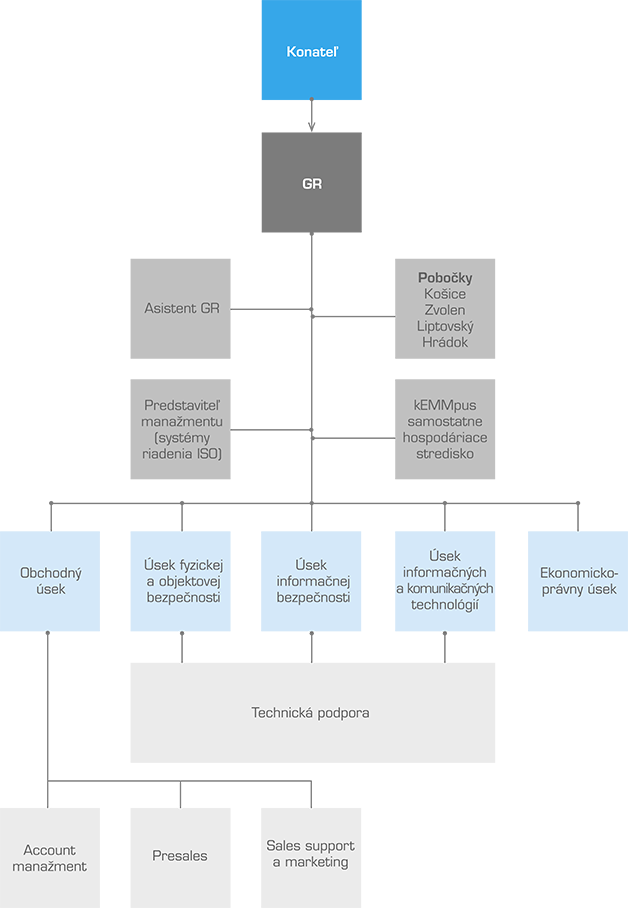 Konateľ
GR
Asistent GR
Pobočky
Košice
Zvolen
Liptovský
Hrádok
Predstaviteľ
manažmentu
(systémy
riadenia ISO)
kEMMpus
samostatne
hospodáriace
stredisko
Obchodný
úsek
Úsek fyzickej
a objektovej
bezpečnosti
Úsek
informačnej
bezpečnosti
Úsek
informačných
a komunikačných
technológií
Ekonomicko-
právny úsek
Technická podpora
Account
manažment
Presales
Sales support
a marketing